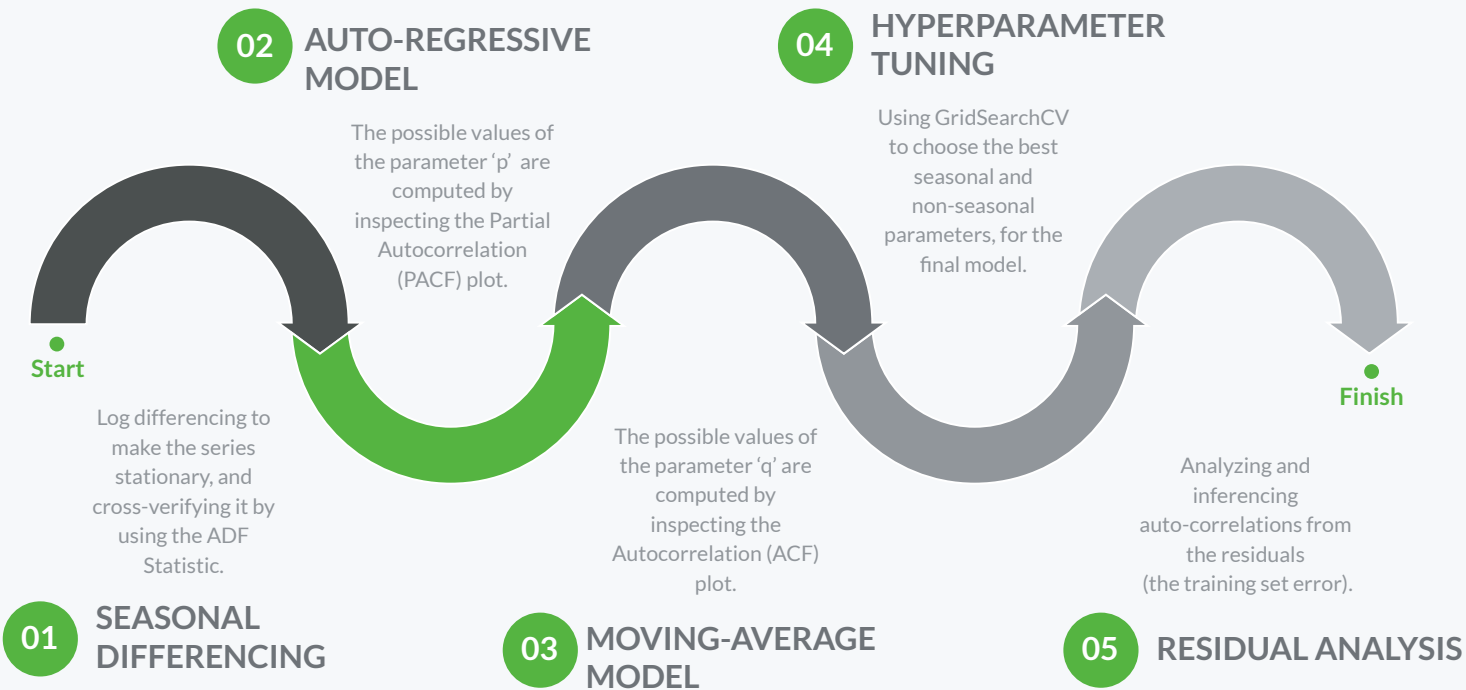 Start
Log differencing to
make the series
stationary, and
cross-verifying it by
using the ADF
Statistic.
01
SEASONAL
DIFFERENCING
02
AUTO-REGRESSIVE
MODEL
The possible values of
the parameter ‘p’ are
computed by
inspecting the Partial
Autocorrelation
(PACF) plot.
The possible values of
the parameter ‘q’ are
computed by
inspecting the
Autocorrelation (ACF)
plot.
03
MOVING-AVERAGE
MODEL
04
HYPERPARAMETER
TUNING
Using GridSearchCV
to choose the best
seasonal and
non-seasonal
parameters, for the
final model.
Finish
Analyzing and
inferencing
auto-correlations from
the residuals
(the training set error).
05
RESIDUAL ANALYSIS